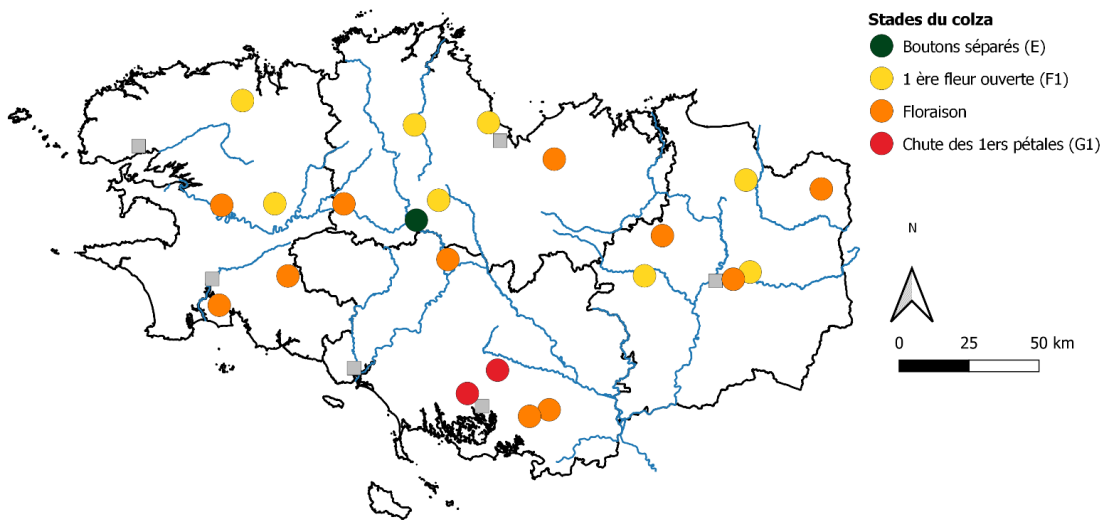 Stades du colza
Boutons séparés (E)
1 ère fleur ouverte (F1)
Floraison
Chute des 1ers pétales (G1)
N
0 25 50 km